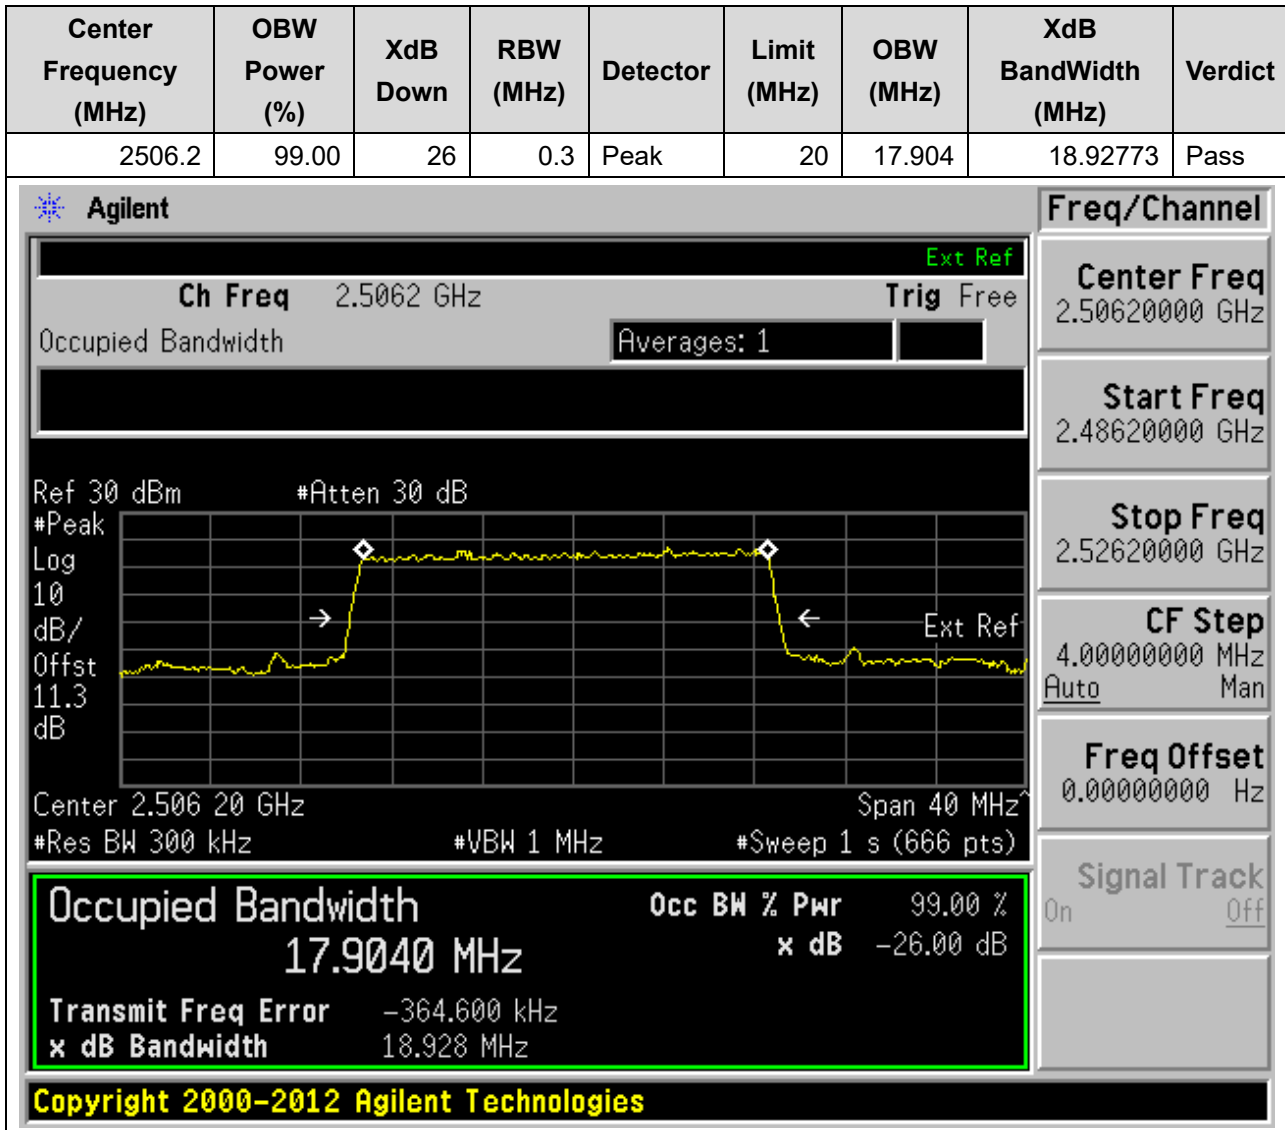 Center Frequency (MHz) OBW Power (%) XdB Down RBW (MHz) Detector Limit (MHz) OBW (MHz) XdB BandWidth (MHz) Verdict
2506.2 99.00 26 0.3 Peak 20 17.904 18.92773 Pass
Agilent
Freq/Channel
Ext Ref
Ch Freq 2.5062 GHz Trig Free
Occupied Bandwidth Averages: 1
Center Freq
2.50620000 GHz
Start Freq
2.48620000 GHz
Stop Freq
2.52620000 GHz
CF Step
4.00000000 MHz
Auto Man
Freq Offset
0.00000000 Hz
Signal Track
On Off
Ref 30 dBm #Atten 30 dB
#Peak
Log
10
dB/
Offst
11.3
dB
Ext Ref
Center 2.506 20 GHz Span 40 MHz^
#Res BW 300 kHz #VBW 1 MHz #Sweep 1 s (666 pts)
Occupied Bandwidth Occ BW % Pwr 99.00 %
17.9040 MHz x dB -26.00 dB
Transmit Freq Error -364.600 kHz
x dB Bandwidth 18.928 MHz
Copyright 2000-2012 Agilent Technologies